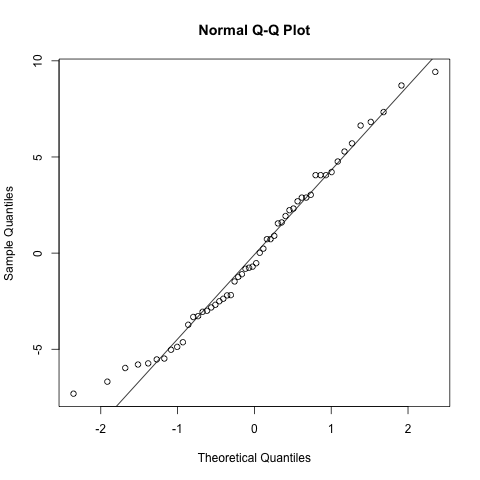 Normal Q-Q Plot
10
5
0
-5
Sample Quantiles
-2 -1 0 1 2
Theoretical Quantiles